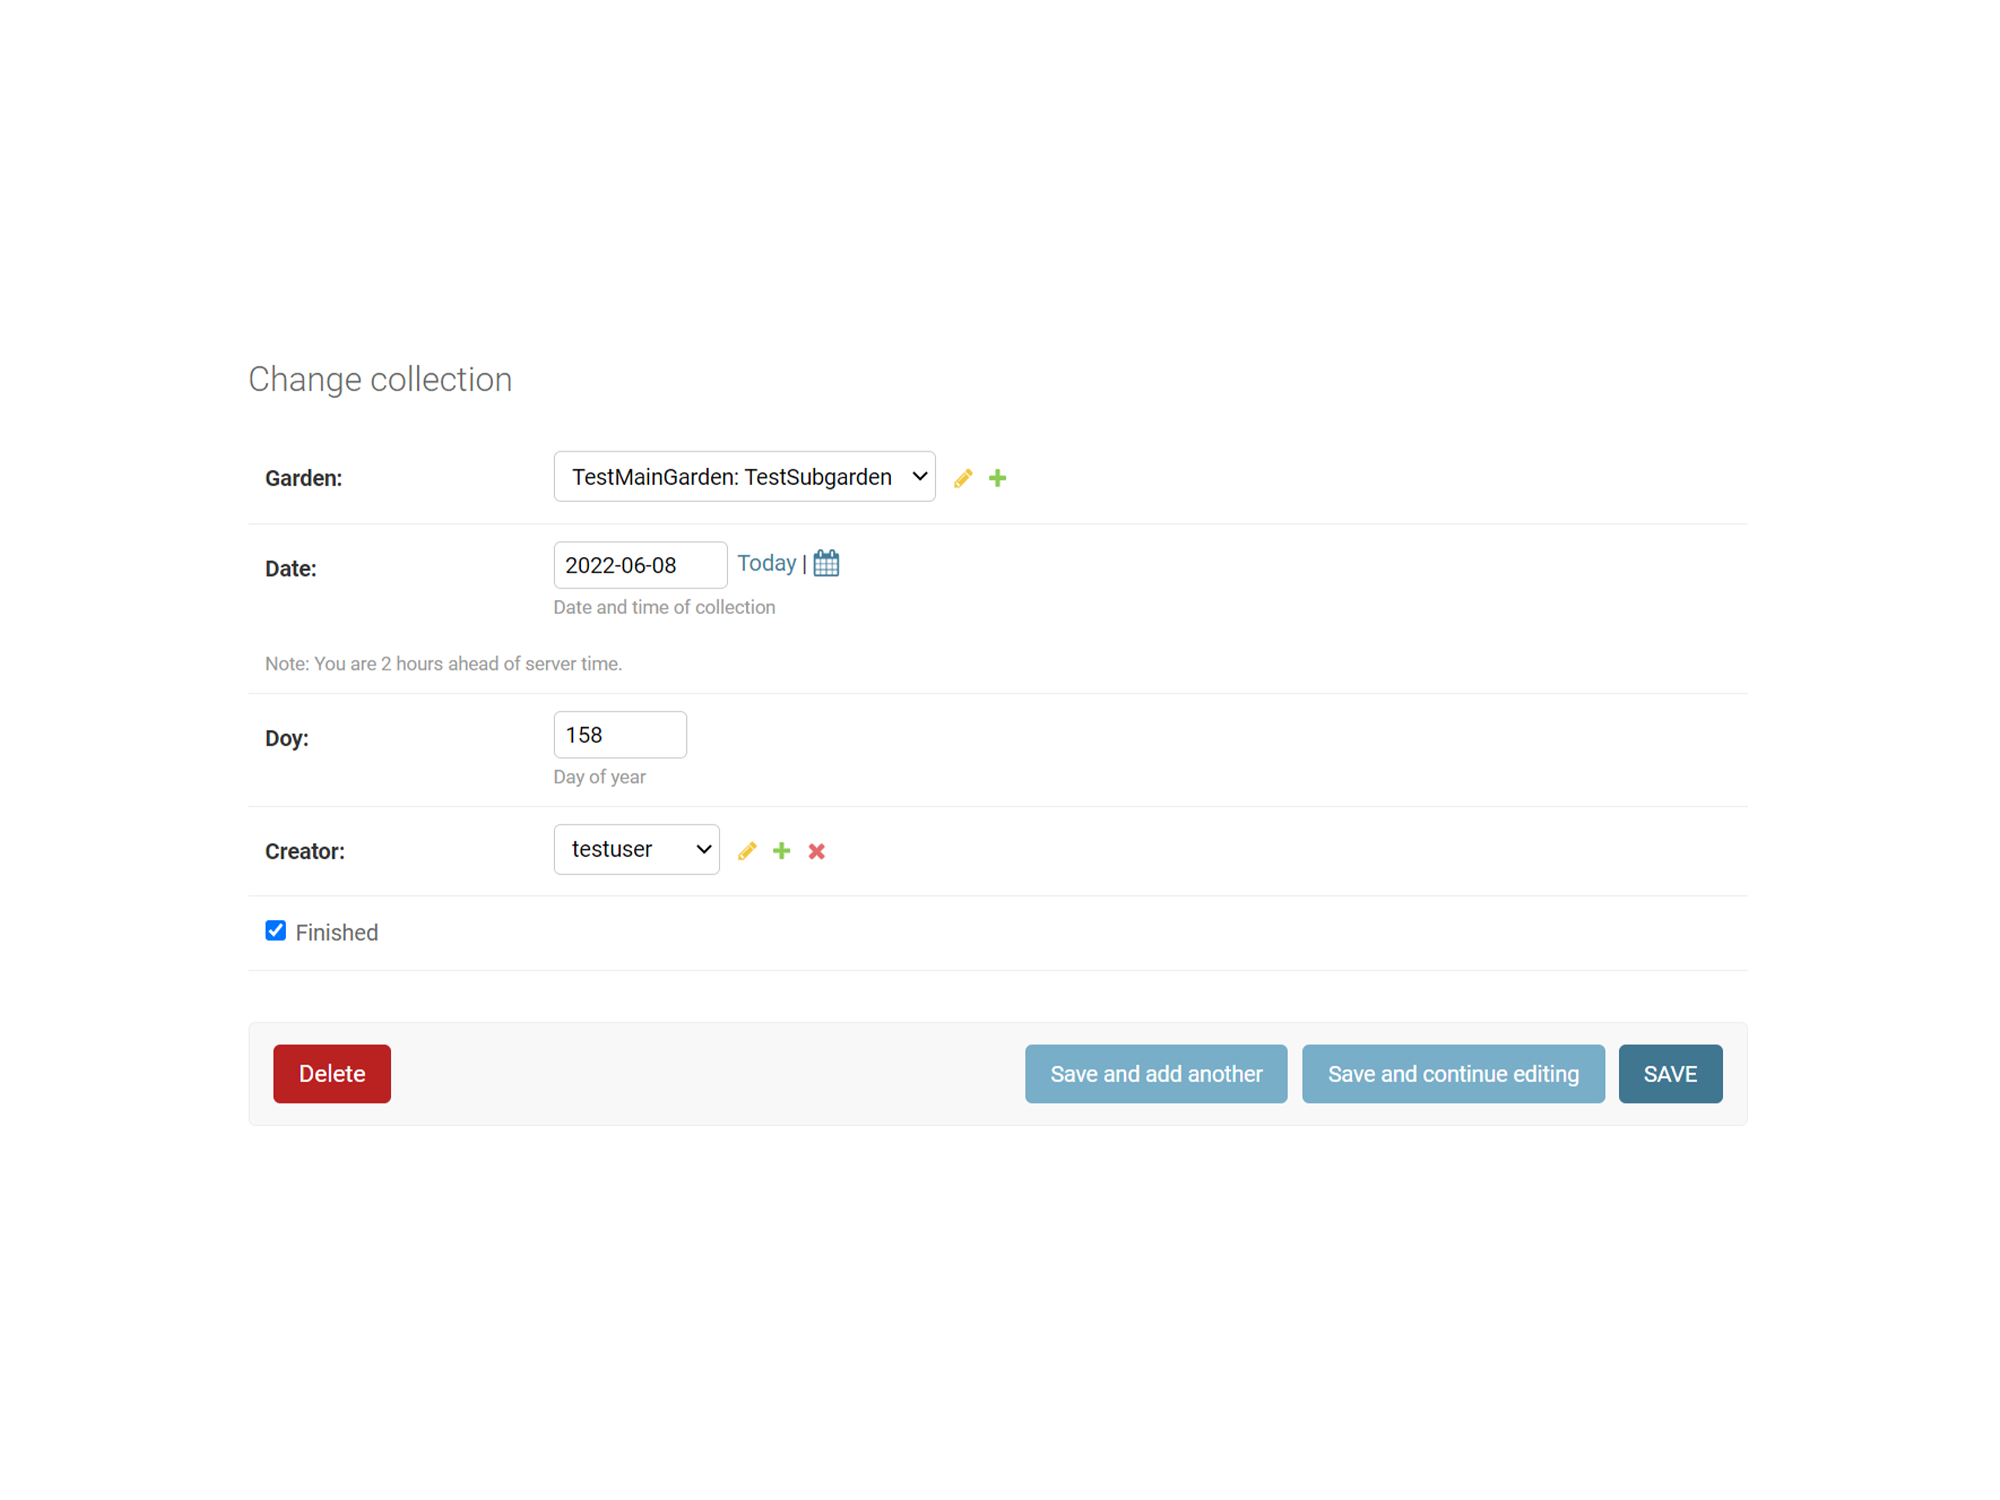 Change collection
Garden: TestMainGarden: TestSubgarden
Date: 2022-06-08 Today |
Date and time of collection
Note: You are 2 hours ahead of server time.
Doy: 158
Day of year
Creator: testuser
Finished
Delete Save and add another Save and continue editing SAVE